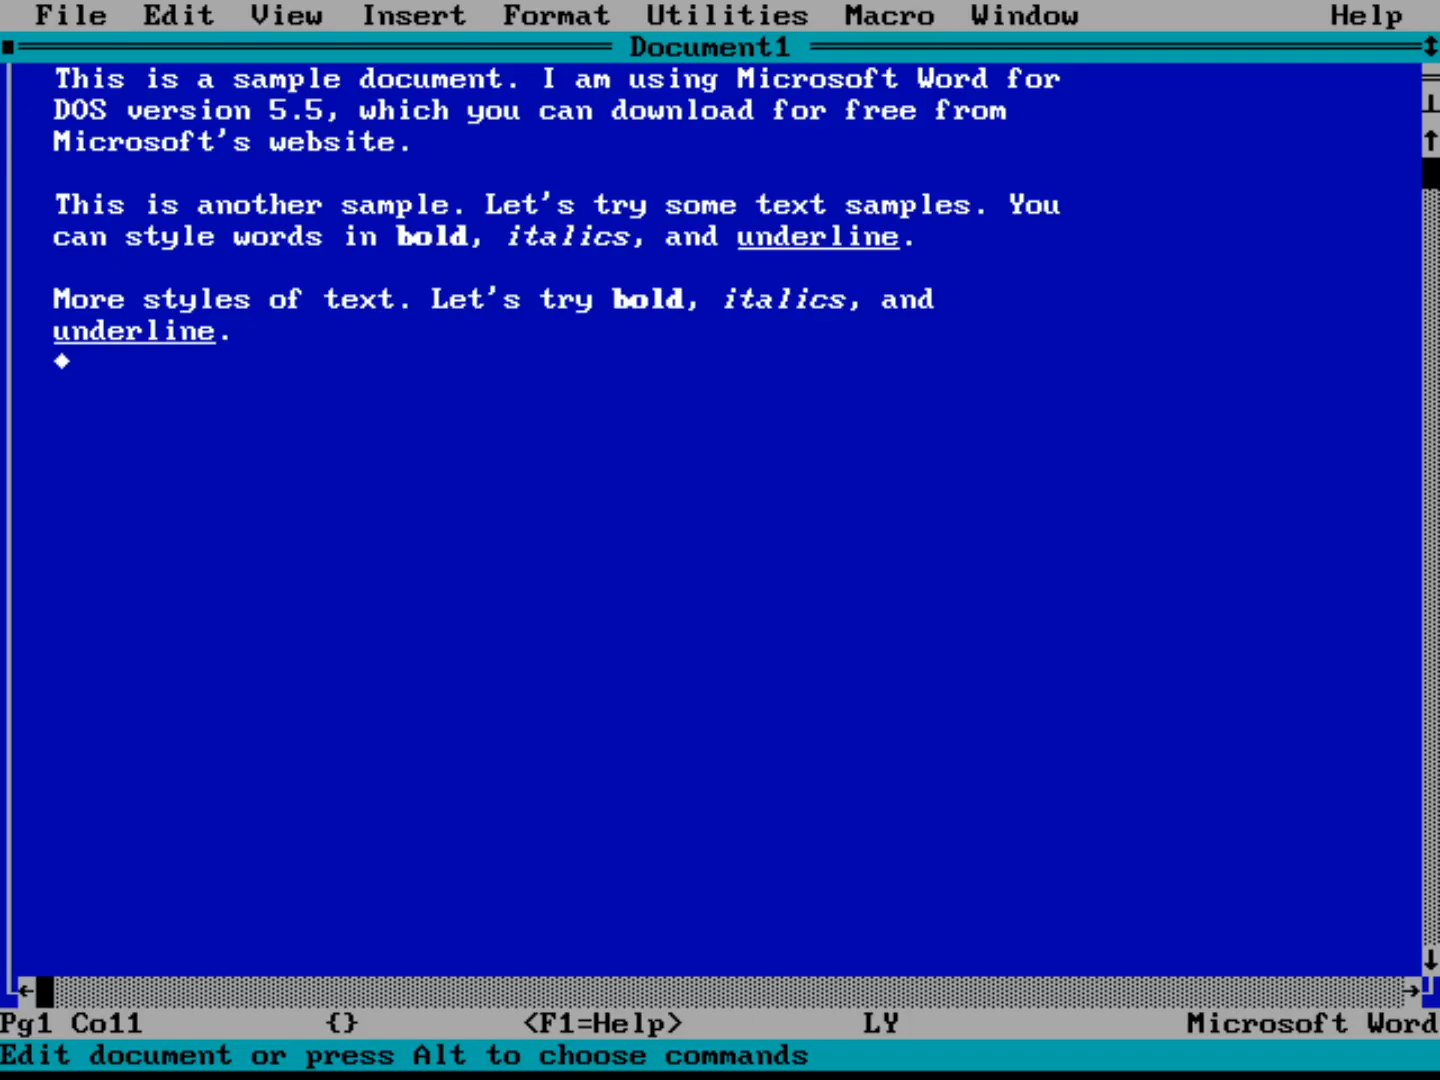 File Edit View Insert Format Utilities Macro Window Help
Document1
This is a sample document. I am using Microsoft Word for
DOS version 5.5, which you can download for free from
Microsoft's website.
This is another sample. Let's try some text samples. You
can style words in bold, italics, and underline.
More styles of text. Let's try bold, italics, and
underline.
Pg1 Co11 {} <F1=Help> LY Microsoft Word
Edit document or press Alt to choose commands